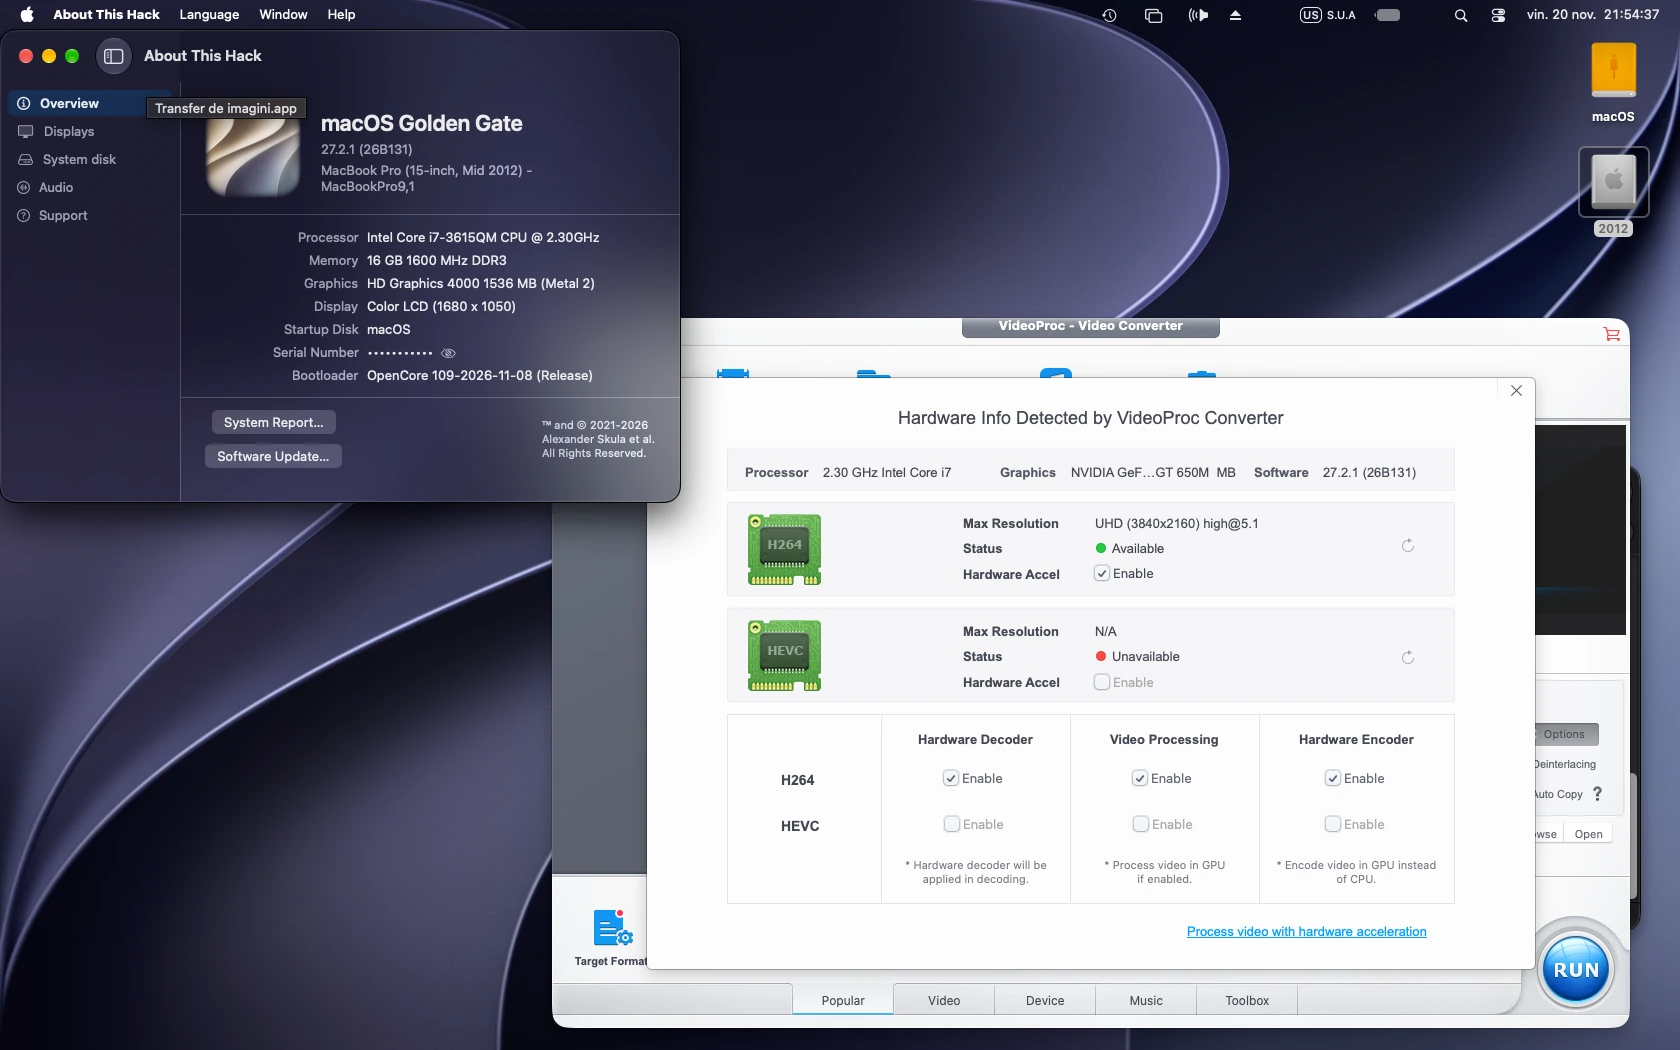 About This Hack Language Window Help
US S.U.A
vin. 20 nov. 21:54:37
About This Hack
Overview
Displays
System disk
Audio
Support
Transfer de imagini.app
macOS Golden Gate
27.2.1 (26B131)
MacBook Pro (15-inch, Mid 2012) -
MacBookPro9,1
Processor Intel Core i7-3615QM CPU @ 2.30GHz
Memory 16 GB 1600 MHz DDR3
Graphics HD Graphics 4000 1536 MB (Metal 2)
Display Color LCD (1680 x 1050)
Startup Disk macOS
Serial Number •••••••••••
Bootloader OpenCore 109-2026-11-08 (Release)
System Report...
Software Update...
™ and © 2021-2026
Alexander Skula et al.
All Rights Reserved.
macOS
2012
VideoProc - Video Converter
Hardware Info Detected by VideoProc Converter
Processor 2.30 GHz Intel Core i7 Graphics NVIDIA GeF...GT 650M MB Software 27.2.1 (26B131)
H264
Max Resolution UHD (3840x2160) high@5.1
Status Available
Hardware Accel Enable
HEVC
Max Resolution N/A
Status Unavailable
Hardware Accel Enable
Hardware Decoder Video Processing Hardware Encoder
H264 Enable Enable Enable
HEVC Enable Enable Enable
* Hardware decoder will be
applied in decoding.
* Process video in GPU
if enabled.
* Encode video in GPU instead
of CPU.
Process video with hardware acceleration
Options
Deinterlacing
Auto Copy ?
wse Open
Target Format
RUN
Popular Video Device Music Toolbox